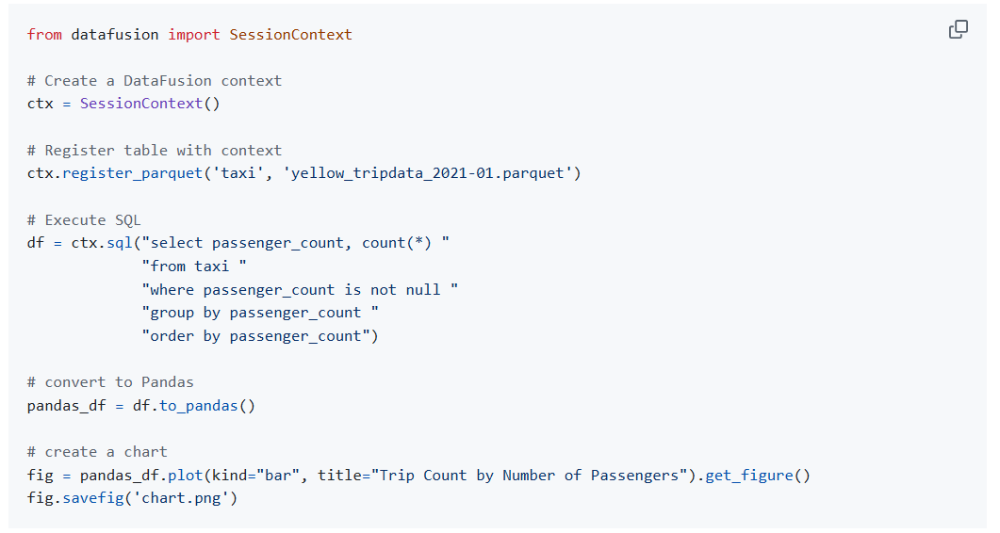 from datafusion import SessionContext
# Create a DataFusion context
ctx = SessionContext()
# Register table with context
ctx.register_parquet('taxi', 'yellow_tripdata_2021-01.parquet')
# Execute SQL
df = ctx.sql("select passenger_count, count(*) "
             "from taxi "
             "where passenger_count is not null "
             "group by passenger_count "
             "order by passenger_count")
# convert to Pandas
pandas_df = df.to_pandas()
# create a chart
fig = pandas_df.plot(kind="bar", title="Trip Count by Number of Passengers").get_figure()
fig.savefig('chart.png')